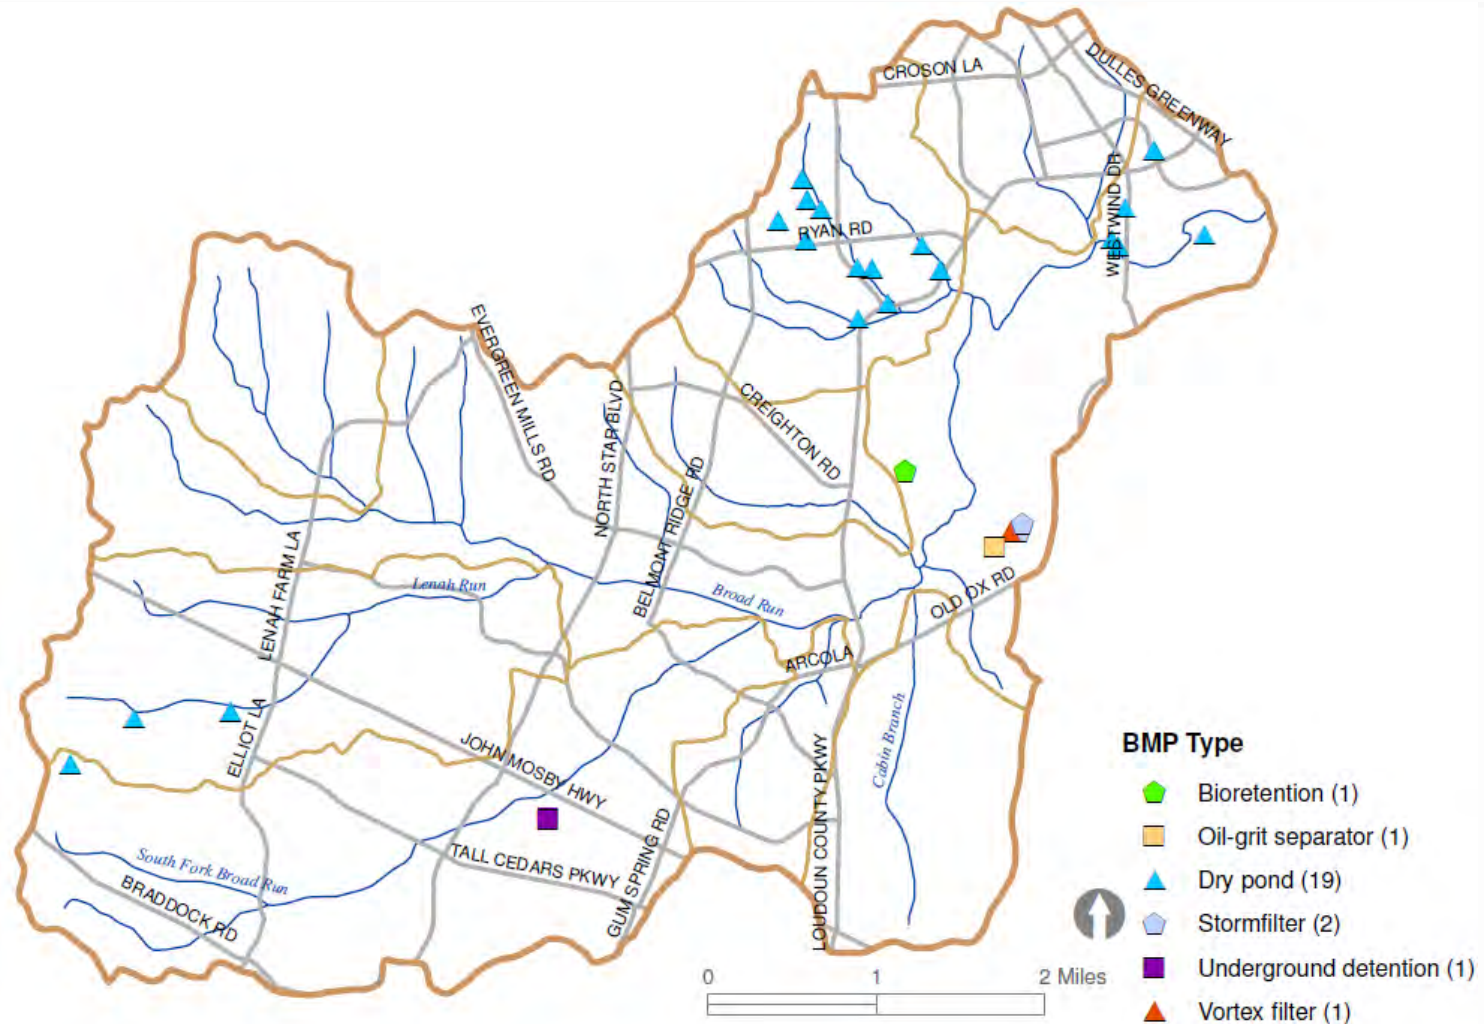 CROSON LA
DULLES GREENWAY
WESTWIND DR
RYAN RD
EVERGREEN MILLS RD
NORTH STAR BLVD
CREIGHTON RD
BELMONT RIDGE RD
LENAH FARM LA
Lenah Run
Broad Run
OLD OX RD
ARCOLA
ELLIOT LA
JOHN MOSBY HWY
Cabin Branch
LOUDOUN COUNTY PKWY
GUM SPRING RD
TALL CEDARS PKWY
South Fork Broad Run
BRADDOCK RD
BMP Type
Bioretention (1)
Oil-grit separator (1)
Dry pond (19)
Stormfilter (2)
Underground detention (1)
Vortex filter (1)
0 1 2 Miles